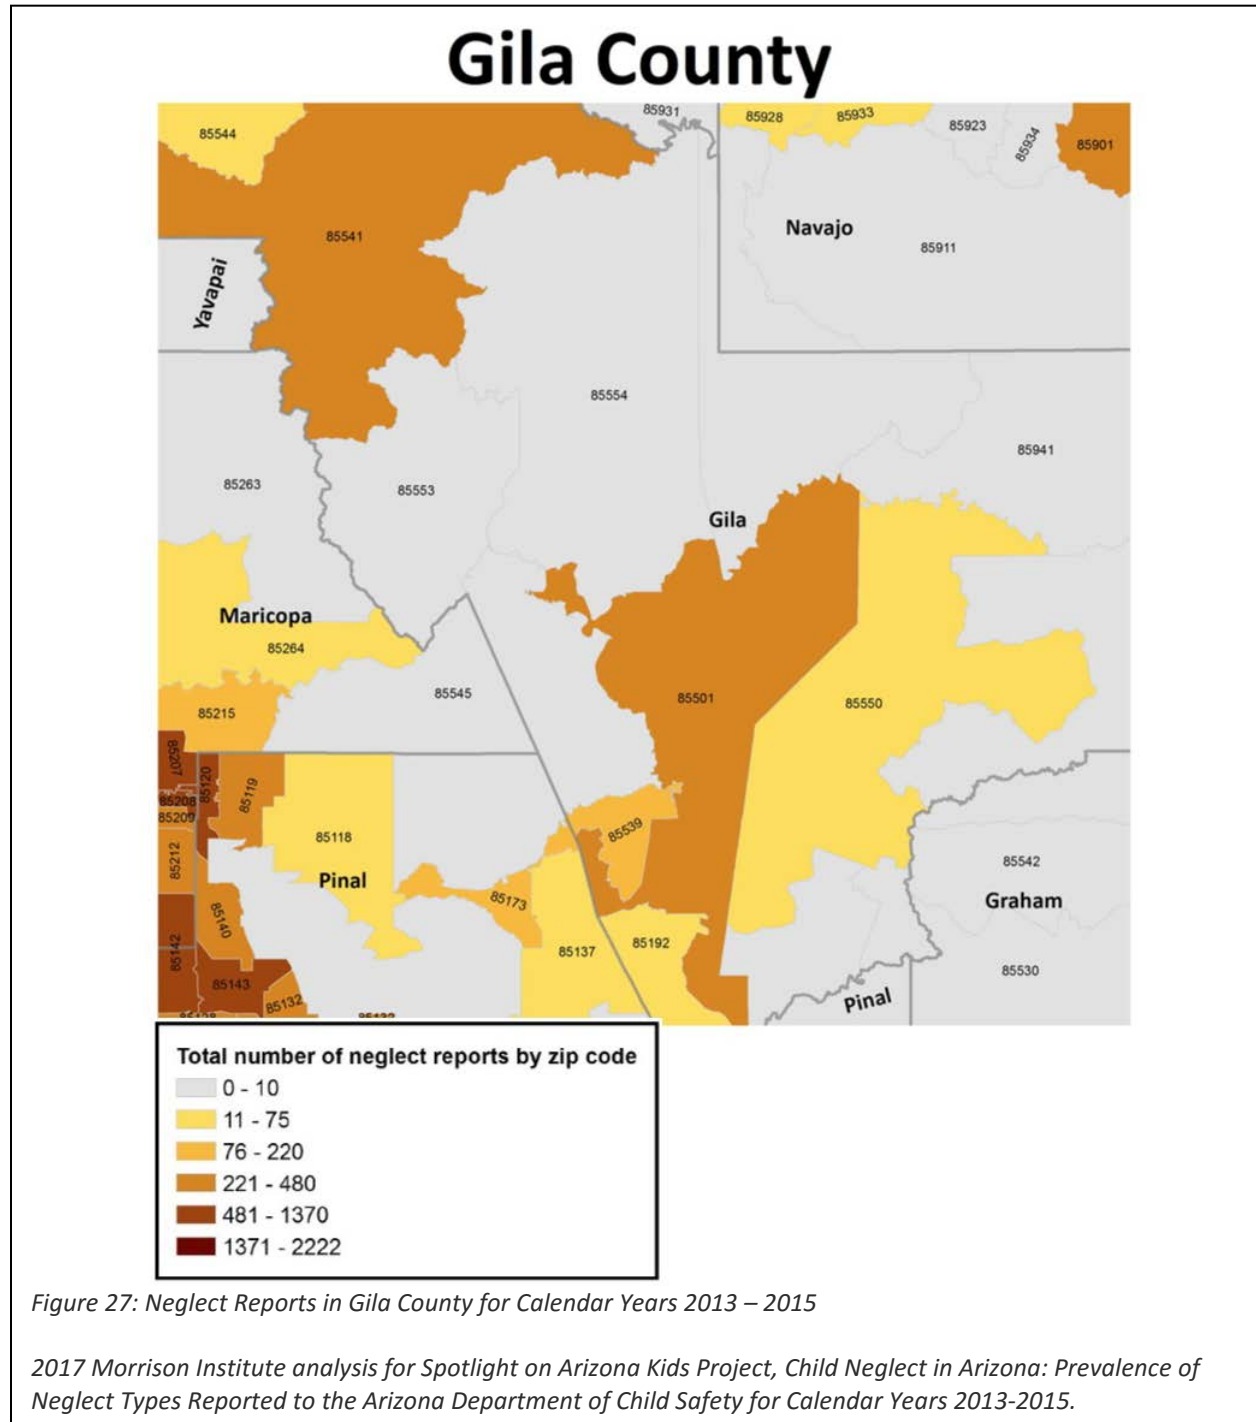 Gila County
85931
85928
85933
85923
85934
85901
85544
85541
Navajo
85911
Yavapai
85554
85941
85263
85553
Gila
Maricopa
85264
85545
85501
85550
85215
85207
85120
85119
85208
85209
85118
85539
85212
Pinal
85542
85173
Graham
85140
85137
85192
85142
85143
85530
85132
Pinal
85132
Total number of neglect reports by zip code
0 - 10
11 - 75
76 - 220
221 - 480
481 - 1370
1371 - 2222
Figure 27: Neglect Reports in Gila County for Calendar Years 2013 – 2015
2017 Morrison Institute analysis for Spotlight on Arizona Kids Project, Child Neglect in Arizona: Prevalence of
Neglect Types Reported to the Arizona Department of Child Safety for Calendar Years 2013-2015.